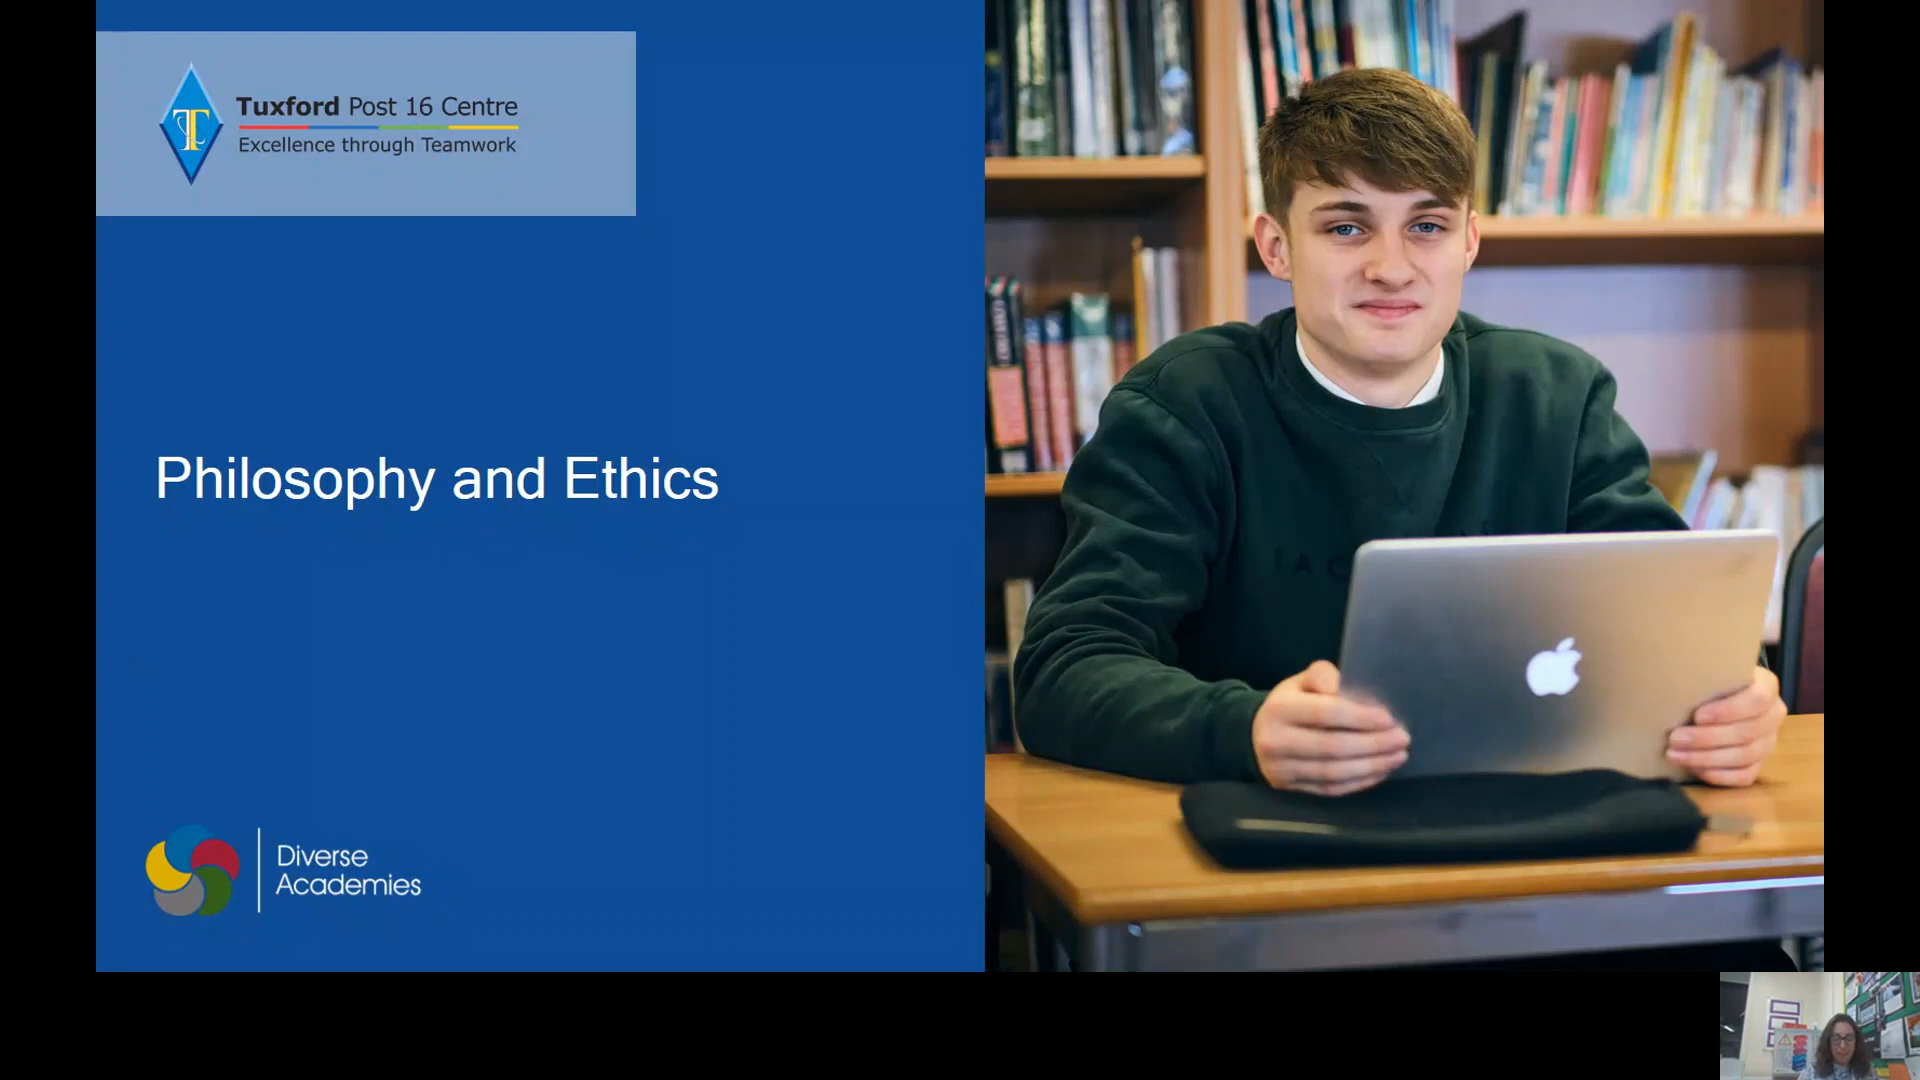 Tuxford Post 16 Centre
Excellence through Teamwork
Philosophy and Ethics
Diverse
Academies